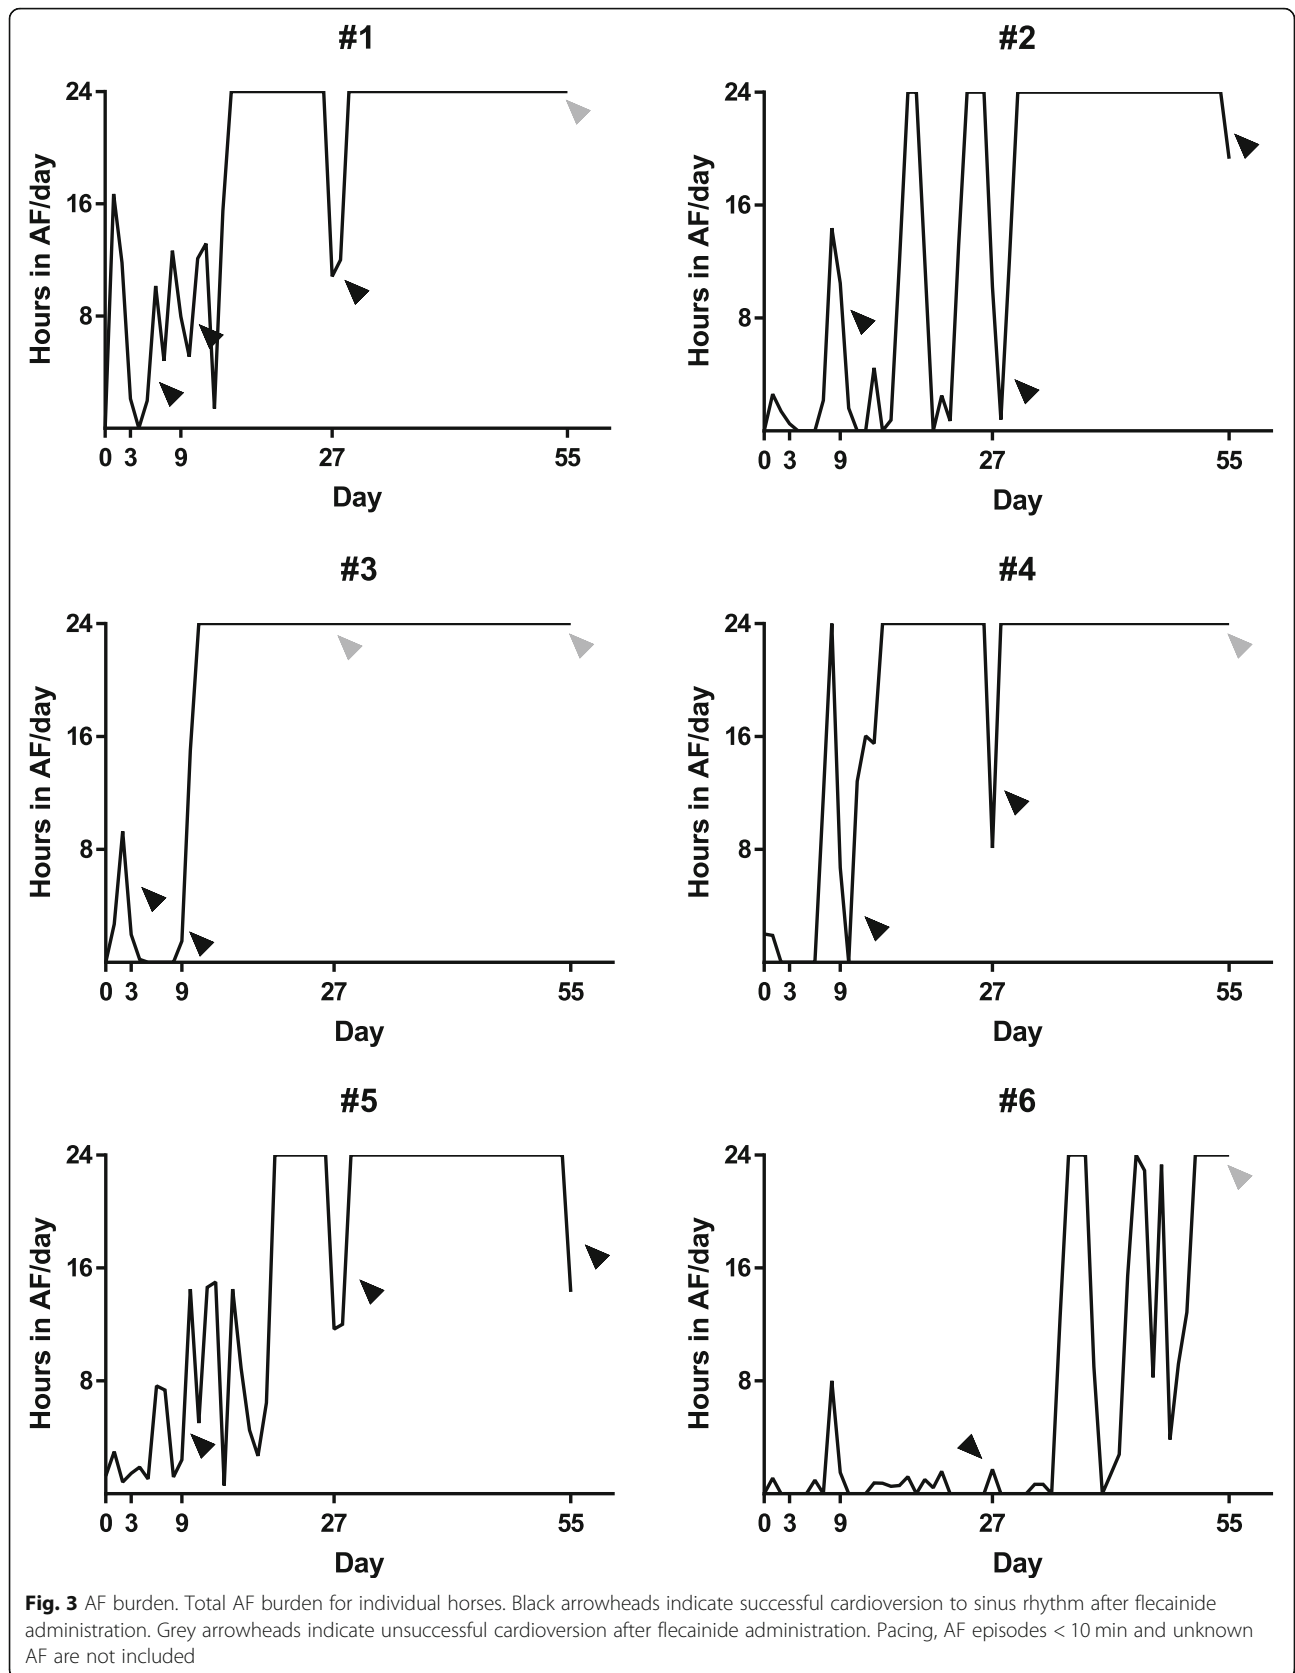 #1
24
16
8
Hours in AF/day
0 3 9 27 55
Day
#2
24
16
8
Hours in AF/day
0 3 9 27 55
Day
#3
24
16
8
Hours in AF/day
0 3 9 27 55
Day
#4
24
16
8
Hours in AF/day
0 3 9 27 55
Day
#5
24
16
8
Hours in AF/day
0 3 9 27 55
Day
#6
24
16
8
Hours in AF/day
0 3 9 27 55
Day
Fig. 3 AF burden. Total AF burden for individual horses. Black arrowheads indicate successful cardioversion to sinus rhythm after flecainide
administration. Grey arrowheads indicate unsuccessful cardioversion after flecainide administration. Pacing, AF episodes < 10 min and unknown
AF are not included